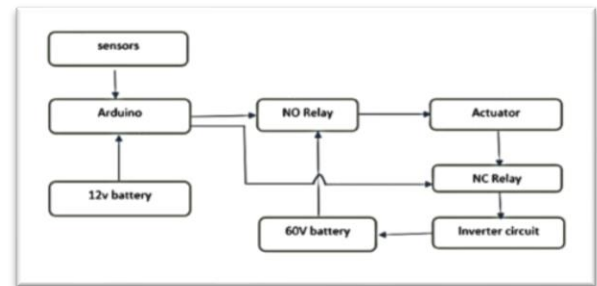 sensors
Arduino
NO Relay
Actuator
NC Relay
12v battery
60V battery
Inverter circuit